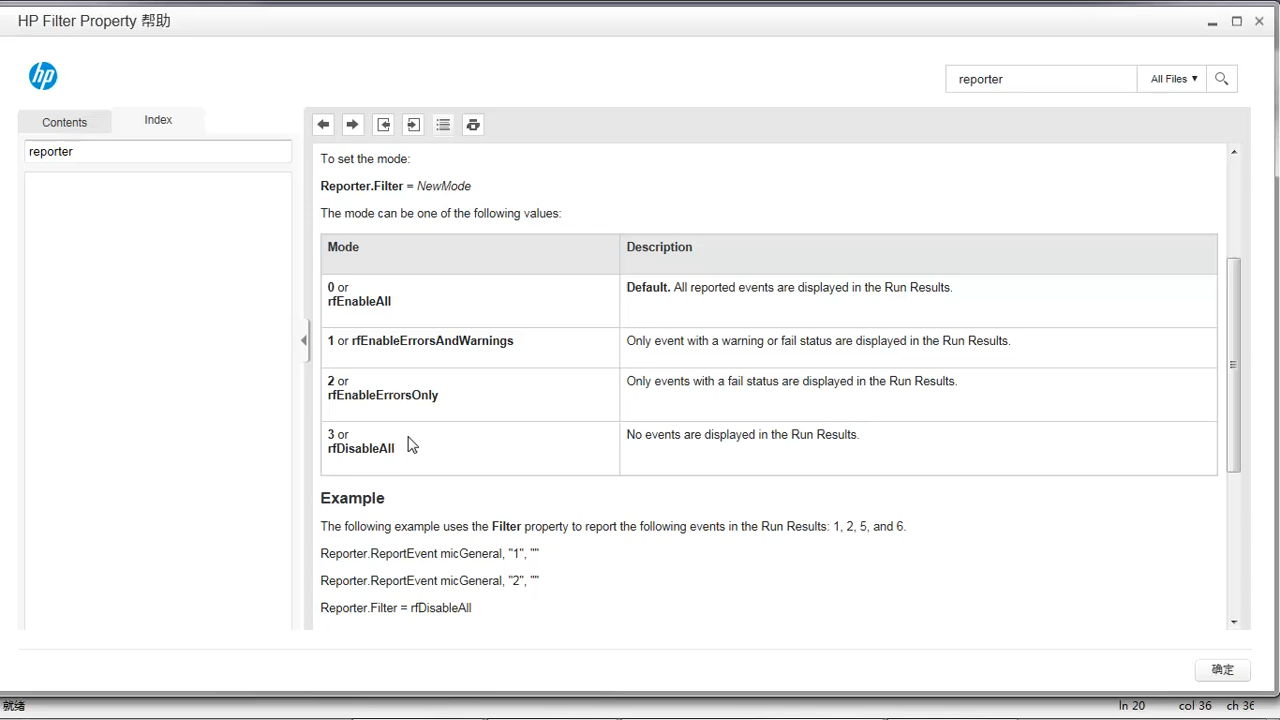 HP Filter Property 帮助
hp
reporter
All Files ▼
Contents
Index
reporter
To set the mode:
Reporter.Filter = NewMode
The mode can be one of the following values:
Mode
Description
0 or
rfEnableAll
Default. All reported events are displayed in the Run Results.
1 or rfEnableErrorsAndWarnings
Only event with a warning or fail status are displayed in the Run Results.
2 or
rfEnableErrorsOnly
Only events with a fail status are displayed in the Run Results.
3 or
rfDisableAll
No events are displayed in the Run Results.
Example
The following example uses the Filter property to report the following events in the Run Results: 1, 2, 5, and 6.
Reporter.ReportEvent micGeneral, "1", ""
Reporter.ReportEvent micGeneral, "2", ""
Reporter.Filter = rfDisableAll
确定
就绪
ln 20
col 36
ch 36